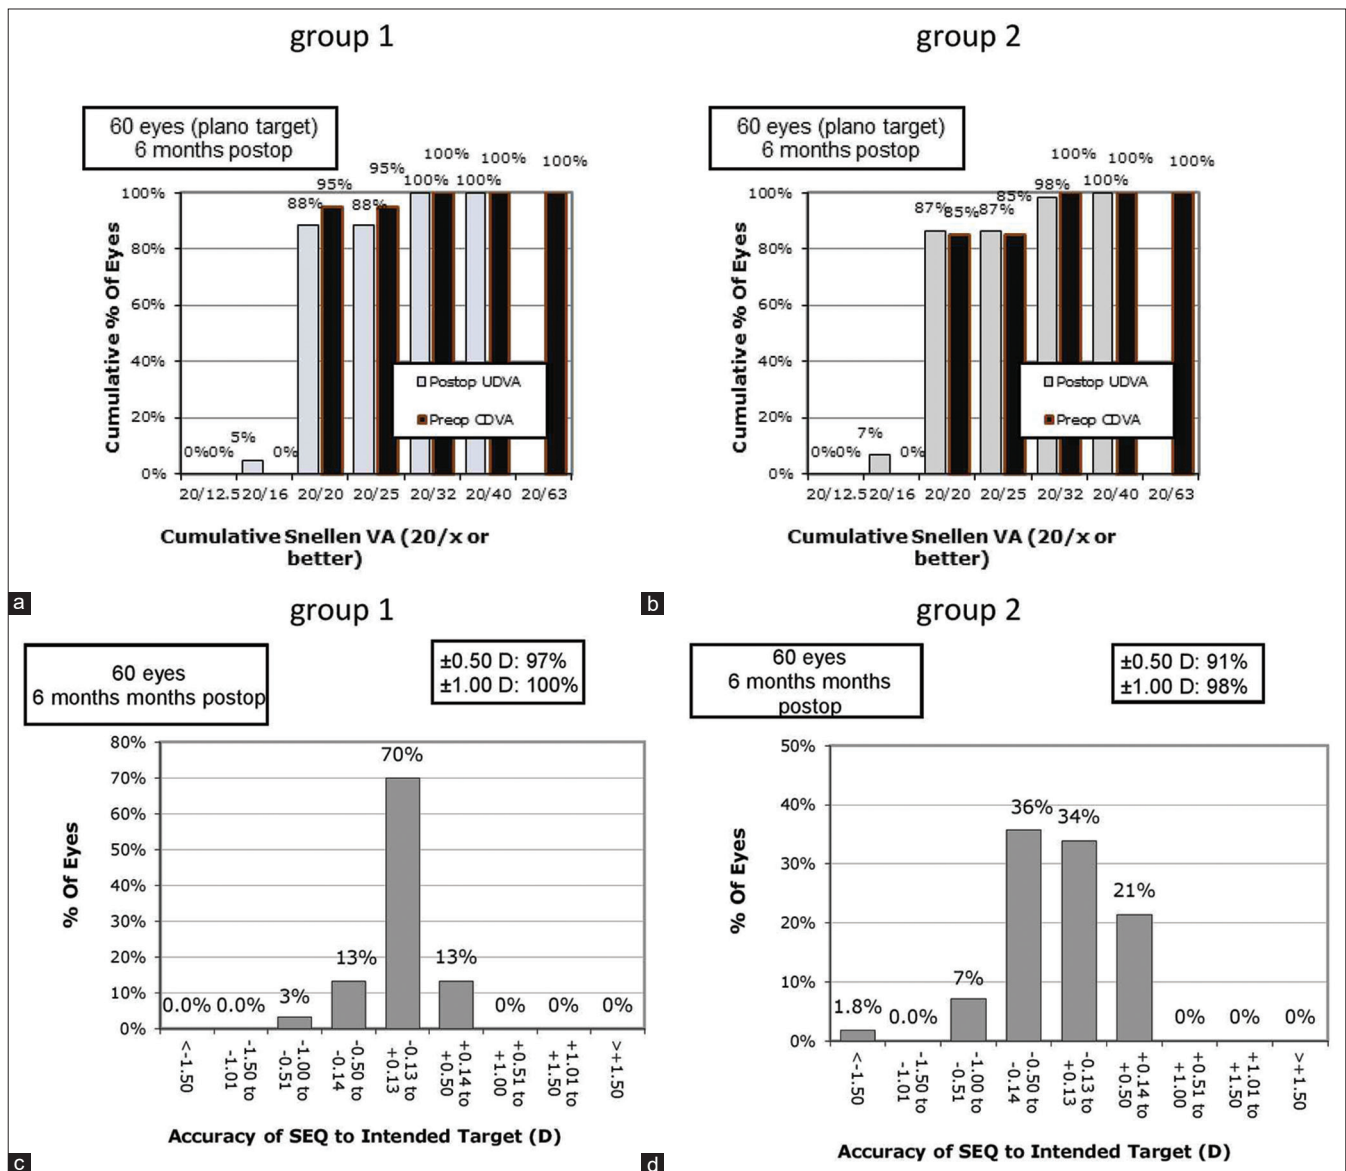 group 1
60 eyes (plano target)
6 months postop
100%
100%
100%
95%
95%
100%
100%
100%
88%
88%
80%
60%
40%
20%
0%
Cumulative % Of Eyes
Postop UDVA
Preop CDVA
5%
0%
0%
0%
20/12.5
20/16
20/20
20/25
20/32
20/40
20/63
Cumulative Snellen VA (20/x or
better)
a
group 2
60 eyes (plano target)
6 months postop
100%
100%
100%
98%
100%
100%
87%
85%
87%
85%
80%
60%
40%
20%
0%
Cumulative % Of Eyes
Postop UDVA
Preop CDVA
7%
0%
0%
0%
20/12.5
20/16
20/20
20/25
20/32
20/40
20/63
Cumulative Snellen VA (20/x or
better)
b
group 1
60 eyes
6 months months postop
±0.50 D: 97%
±1.00 D: 100%
80%
70%
60%
50%
40%
30%
20%
10%
0%
% Of Eyes
0.0%
0.0%
3%
13%
70%
13%
0%
0%
0%
<-1.50
-1.50 to
-1.01
-1.00 to
-0.51
-0.50 to
-0.14
-0.13 to
+0.13
+0.14 to
+0.50
+0.51 to
+1.00
+1.01 to
+1.50
>+1.50
Accuracy of SEQ to Intended Target (D)
c
group 2
60 eyes
6 months months
postop
±0.50 D: 91%
±1.00 D: 98%
50%
40%
30%
20%
10%
0%
% Of Eyes
1.8%
0.0%
7%
36%
34%
21%
0%
0%
0%
<-1.50
-1.50 to
-1.01
-1.00 to
-0.51
-0.50 to
-0.14
-0.13 to
+0.13
+0.14 to
+0.50
+0.51 to
+1.00
+1.01 to
+1.50
>+1.50
Accuracy of SEQ to Intended Target (D)
d